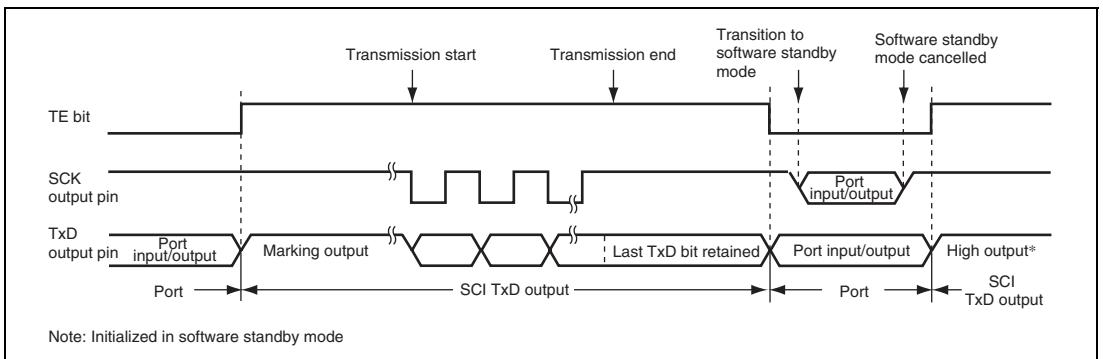 Transmission start
Transmission end
Transition to
software standby
mode
Software standby
mode cancelled
TE bit
SCK
output pin
Port
input/output
TxD
output pin
Port
input/output
Marking output
Last TxD bit retained
Port input/output
High output*
Port
SCI TxD output
Port
SCI
TxD output
Note: Initialized in software standby mode